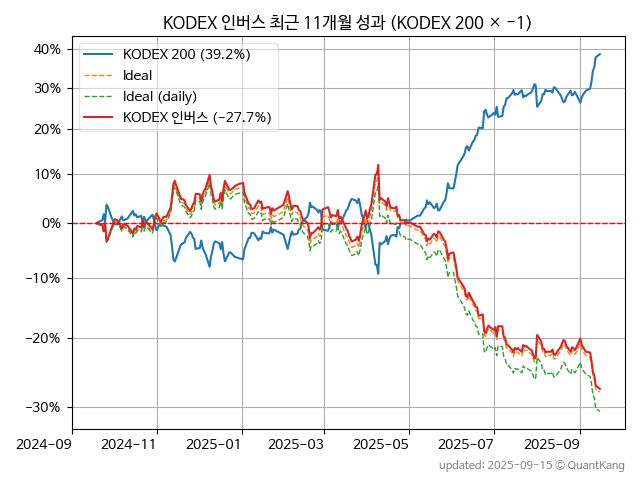 KODEX 인버스 최근 11개월 성과 (KODEX 200 × −1)
KODEX 200 (39.2%)
Ideal
Ideal (daily)
KODEX 인버스 (−27.7%)
40%
30%
20%
10%
0%
−10%
−20%
−30%
2024-09
2024-11
2025-01
2025-03
2025-05
2025-07
2025-09
updated: 2025-09-15 © QuantKang